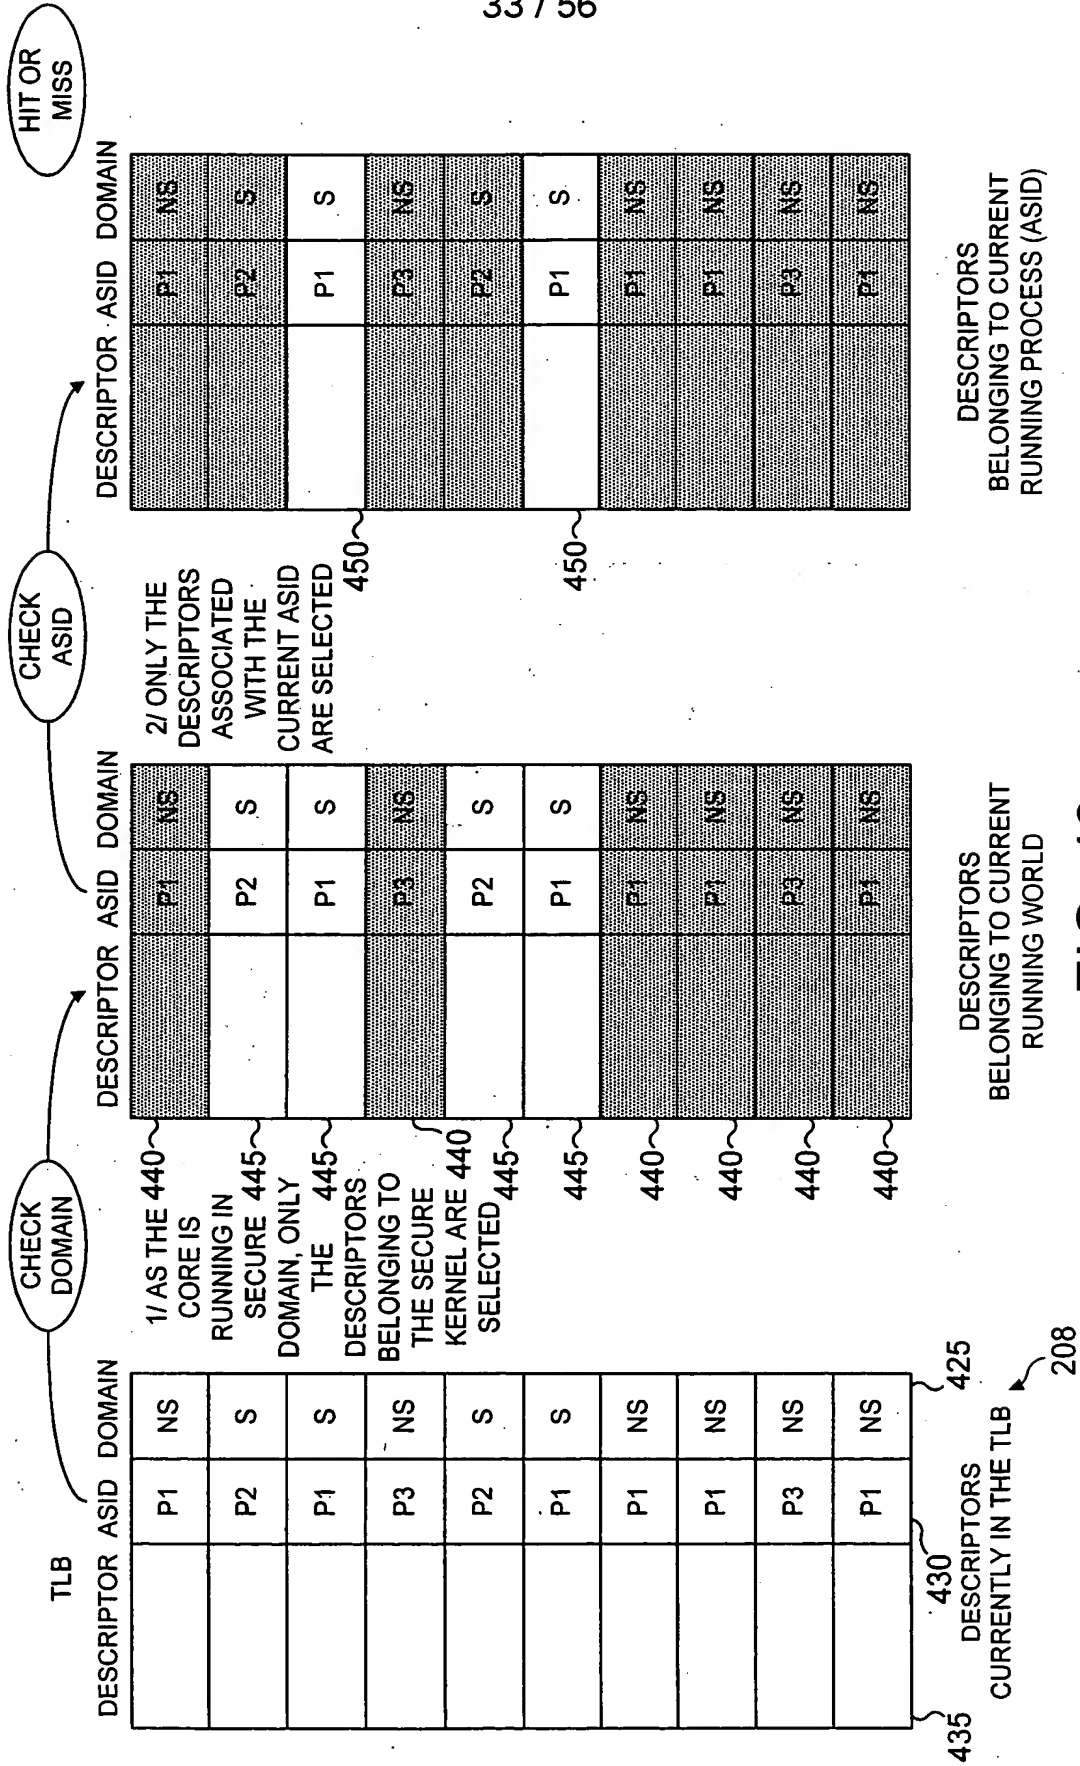 33 / 56
TLB
CHECK
DOMAIN
CHECK
ASID
HIT OR
MISS
DESCRIPTOR ASID DOMAIN
P1 NS
P2 S
P1 S
P3 NS
P2 S
P1 S
P1 NS
P1 NS
P3 NS
P1 NS
435
430
425
DESCRIPTORS
CURRENTLY IN THE TLB
208
1/ AS THE
CORE IS
RUNNING IN
SECURE
DOMAIN, ONLY
THE
DESCRIPTORS
BELONGING TO
THE SECURE
KERNEL ARE
SELECTED
440
445
445
440
445
445
440
440
440
440
DESCRIPTOR ASID DOMAIN
P1 NS
P2 S
P1 S
P3 NS
P2 S
P1 S
P1 NS
P1 NS
P3 NS
P1 NS
DESCRIPTORS
BELONGING TO CURRENT
RUNNING WORLD
2/ ONLY THE
DESCRIPTORS
ASSOCIATED
WITH THE
CURRENT ASID
ARE SELECTED
450
450
DESCRIPTOR ASID DOMAIN
P1 NS
P2 S
P1 S
P3 NS
P2 S
P1 S
P1 NS
P1 NS
P3 NS
P1 NS
DESCRIPTORS
BELONGING TO CURRENT
RUNNING PROCESS (ASID)